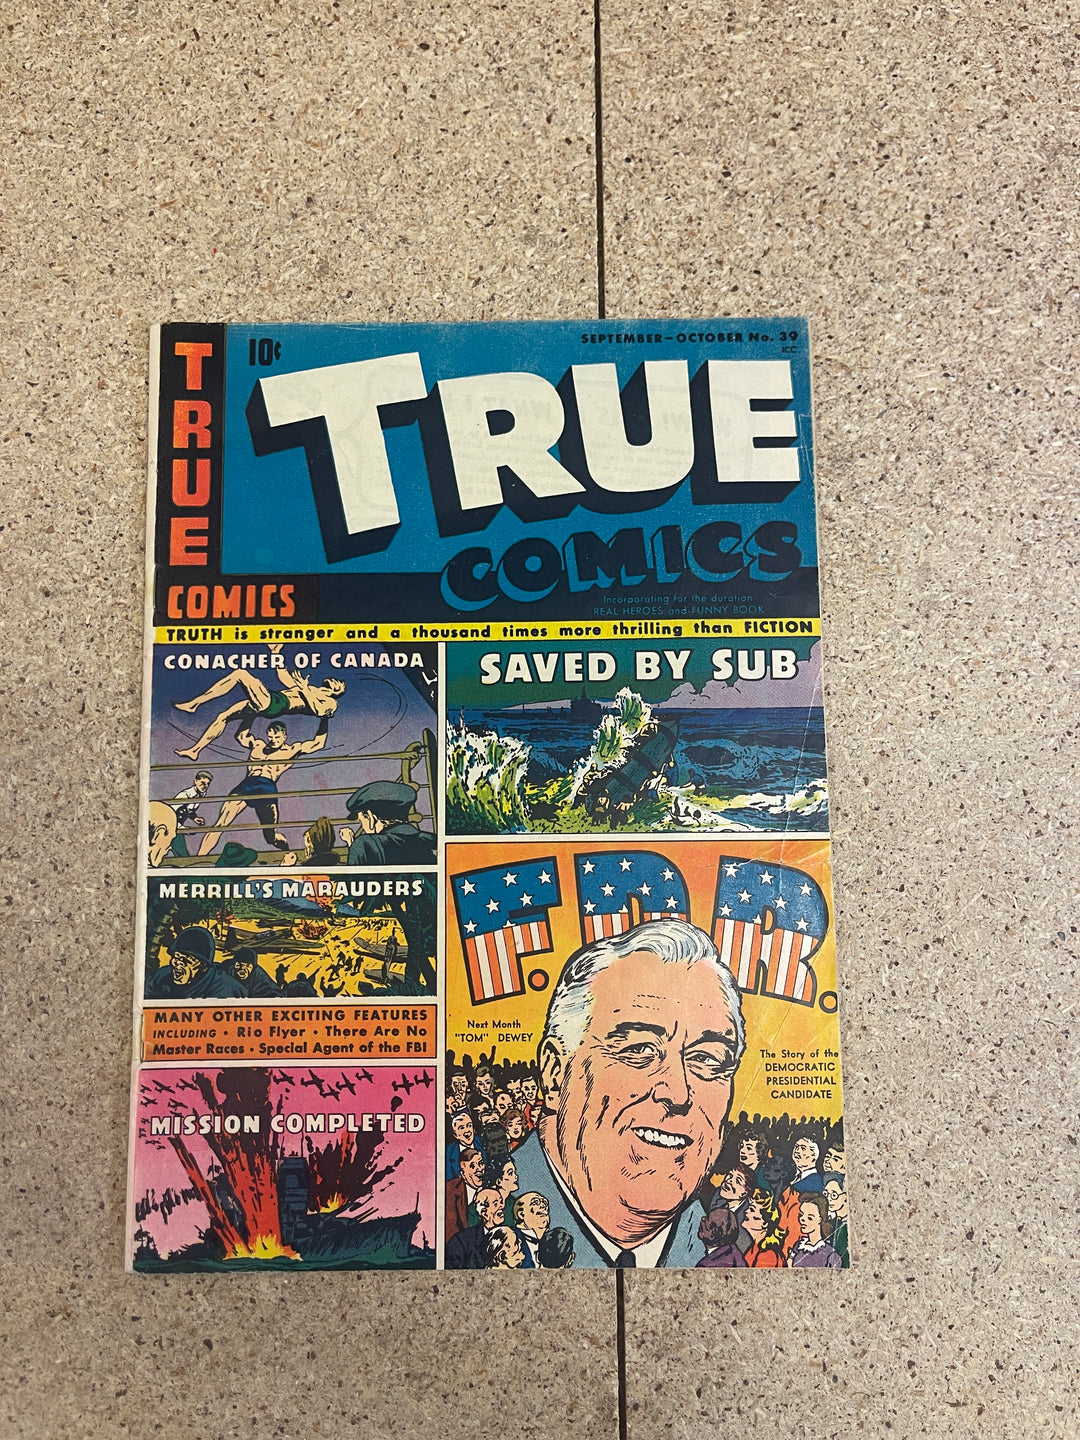 TRUE
COMICS
10¢
SEPTEMBER—OCTOBER No. 39
ICC
TRUE
COMICS
Incorporating for the duration
REAL HEROES and FUNNY BOOK
TRUTH is stranger and a thousand times more thrilling than FICTION
CONACHER OF CANADA
SAVED BY SUB
MERRILL'S MARAUDERS
MANY OTHER EXCITING FEATURES
INCLUDING • Rio Flyer • There Are No
Master Races • Special Agent of the FBI
MISSION COMPLETED
F.D.R.
Next Month
"TOM" DEWEY
The Story of the
DEMOCRATIC
PRESIDENTIAL
CANDIDATE